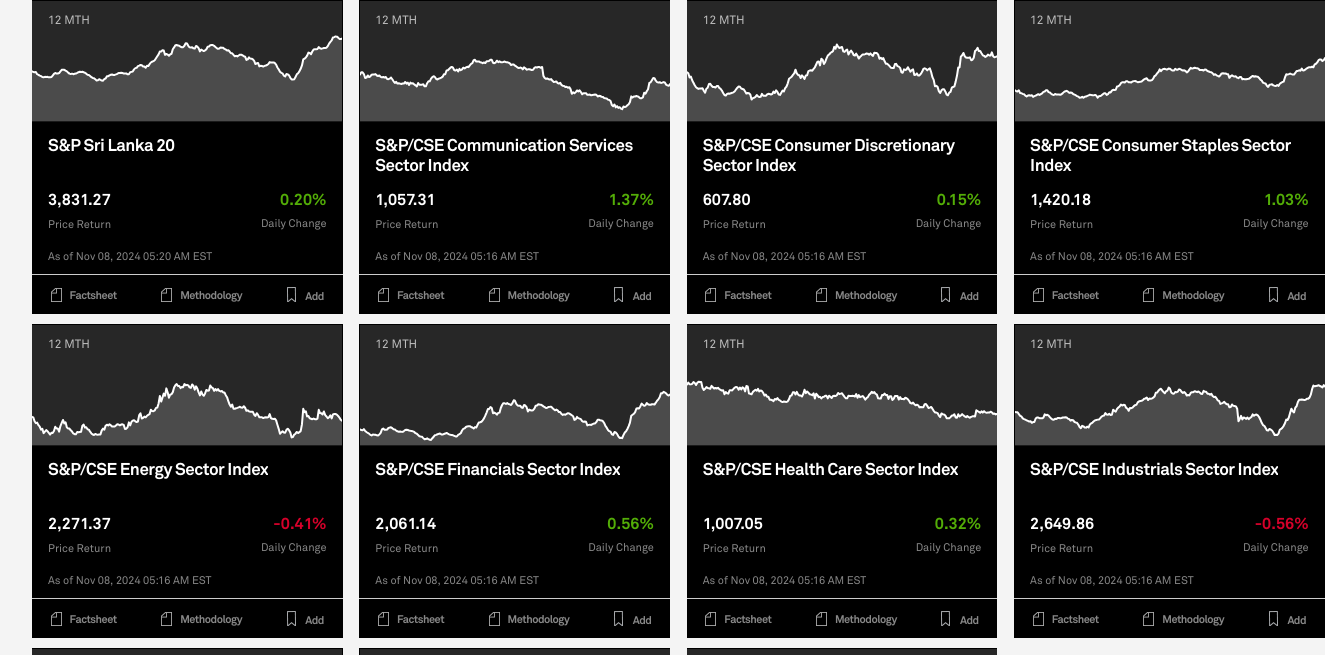 12 MTH
S&P Sri Lanka 20
3,831.27 0.20%
Price Return Daily Change
As of Nov 08, 2024 05:20 AM EST
Factsheet Methodology Add
12 MTH
S&P/CSE Communication Services
Sector Index
1,057.31 1.37%
Price Return Daily Change
As of Nov 08, 2024 05:16 AM EST
Factsheet Methodology Add
12 MTH
S&P/CSE Consumer Discretionary
Sector Index
607.80 0.15%
Price Return Daily Change
As of Nov 08, 2024 05:16 AM EST
Factsheet Methodology Add
12 MTH
S&P/CSE Consumer Staples Sector
Index
1,420.18 1.03%
Price Return Daily Change
As of Nov 08, 2024 05:16 AM EST
Factsheet Methodology Add
12 MTH
S&P/CSE Energy Sector Index
2,271.37 -0.41%
Price Return Daily Change
As of Nov 08, 2024 05:16 AM EST
Factsheet Methodology Add
12 MTH
S&P/CSE Financials Sector Index
2,061.14 0.56%
Price Return Daily Change
As of Nov 08, 2024 05:16 AM EST
Factsheet Methodology Add
12 MTH
S&P/CSE Health Care Sector Index
1,007.05 0.32%
Price Return Daily Change
As of Nov 08, 2024 05:16 AM EST
Factsheet Methodology Add
12 MTH
S&P/CSE Industrials Sector Index
2,649.86 -0.56%
Price Return Daily Change
As of Nov 08, 2024 05:16 AM EST
Factsheet Methodology Add